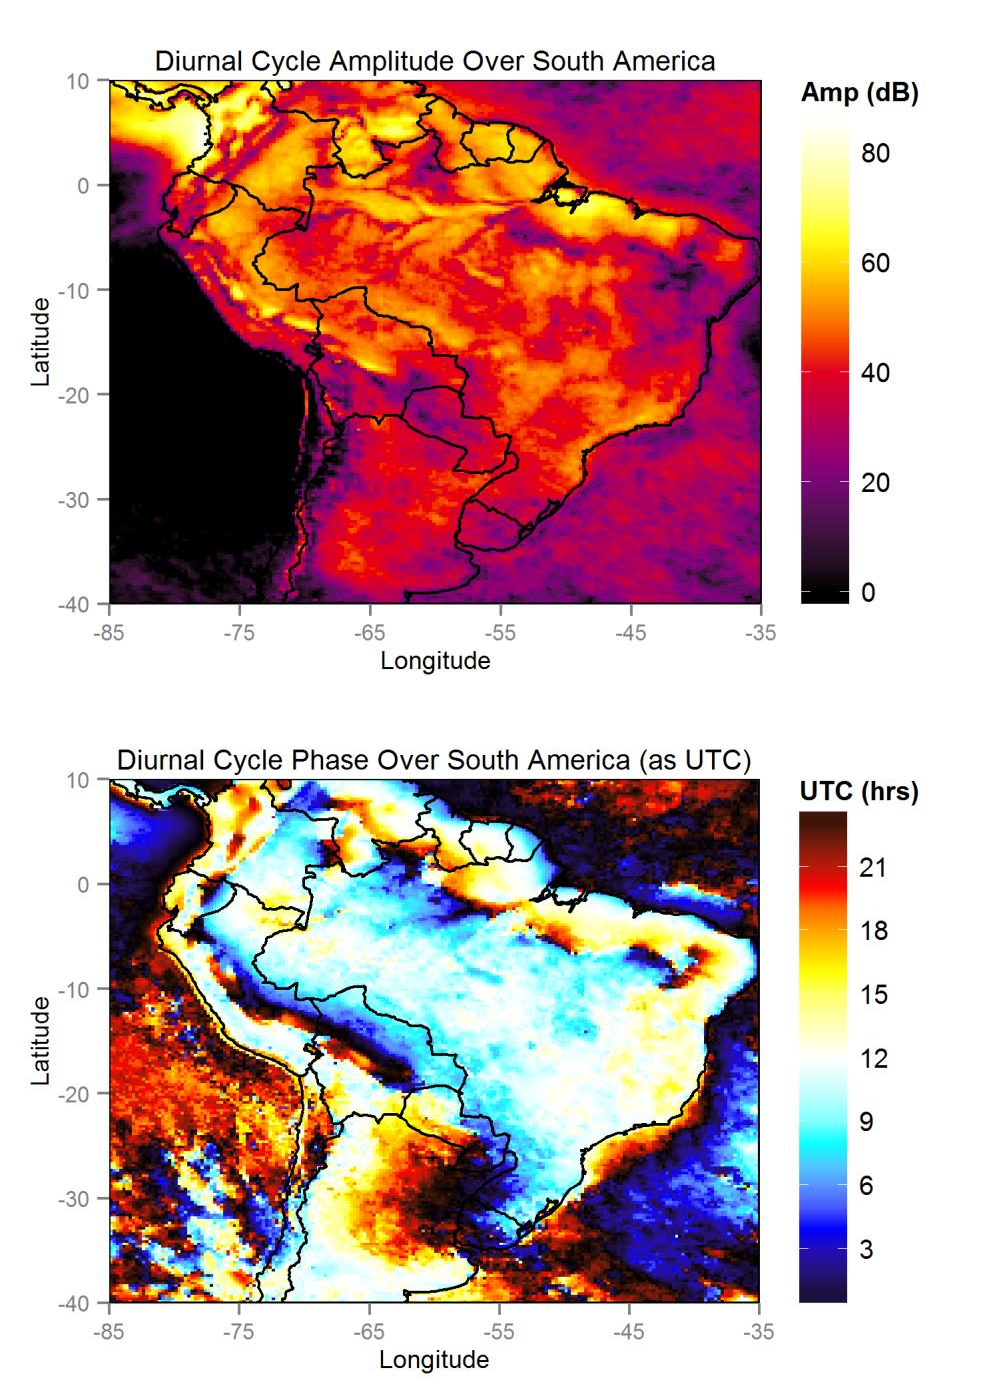 Diurnal Cycle Amplitude Over South America
Amp (dB)
10
0
-10
-20
-30
-40
Latitude
-85 -75 -65 -55 -45 -35
Longitude
80
60
40
20
0
Diurnal Cycle Phase Over South America (as UTC)
UTC (hrs)
10
0
-10
-20
-30
-40
Latitude
-85 -75 -65 -55 -45 -35
Longitude
21
18
15
12
9
6
3